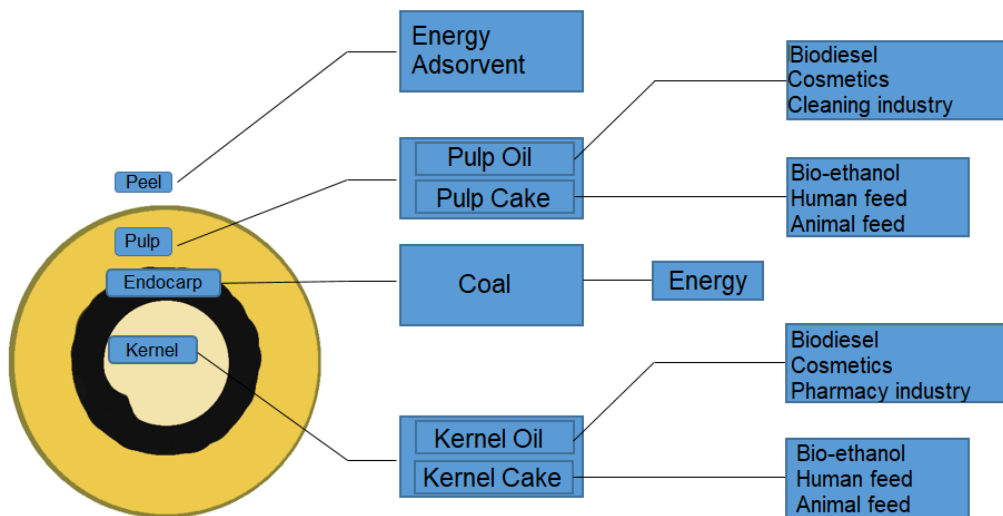 Energy
Adsorvent
Biodiesel
Cosmetics
Cleaning industry
Peel
Pulp Oil
Pulp Cake
Bio-ethanol
Human feed
Animal feed
Pulp
Endocarp
Coal
Energy
Kernel
Biodiesel
Cosmetics
Pharmacy industry
Kernel Oil
Kernel Cake
Bio-ethanol
Human feed
Animal feed